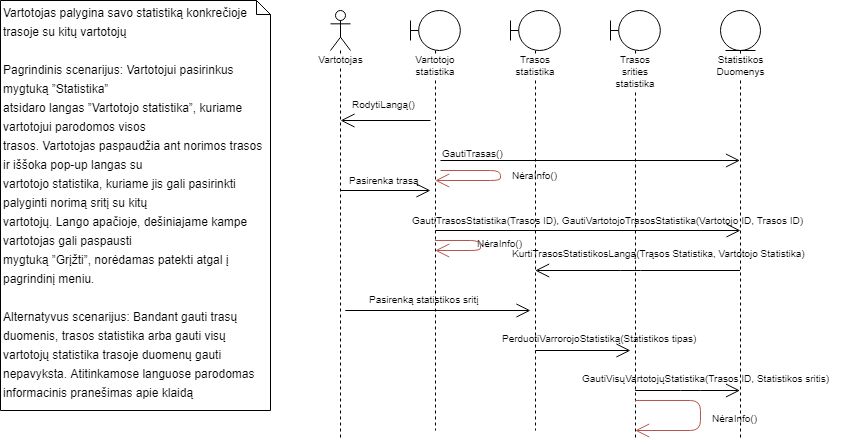 Vartotojas palygina savo statistiką konkrečioje
trasoje su kitų vartotojų
Pagrindinis scenarijus: Vartotojui pasirinkus
mygtuką "Statistika"
atsidaro langas "Vartotojo statistika", kuriame
vartotojui parodomos visos
trasos. Vartotojas paspaudžia ant norimos trasos
ir iššoka pop-up langas su
vartotojo statistika, kuriame jis gali pasirinkti
palyginti norimą sritį su kitų
vartotojų. Lango apačioje, dešiniajame kampe
vartotojas gali paspausti
mygtuką "Grįžti", norėdamas patekti atgal į
pagrindinį meniu.
Alternatyvus scenarijus: Bandant gauti trasų
duomenis, trasos statistika arba gauti visų
vartotojų statistika trasoje duomenų gauti
nepavyksta. Atitinkamose languose parodomas
informacinis pranešimas apie klaidą
Vartotojas
Vartotojo
statistika
Trasos
statistika
Trasos
srities
statistika
Statistikos
Duomenys
RodytiLangą()
GautiTrasas()
NėraInfo()
Pasirenka trasą
GautiTrasosStatistika(Trasos ID), GautiVartotojoTrasosStatistika(Vartotojo ID, Trasos ID)
NėraInfo()
KurtiTrasosStatistikosLangą(Trąsos Statistika, Vartotojo Statistika)
Pasirenką statistikos sritį
PerduotiVarrorojoStatistika(Statistikos tipas)
GautiVisųVartotojųStatistika(Trasos ID, Statistikos sritis)
NėraInfo()